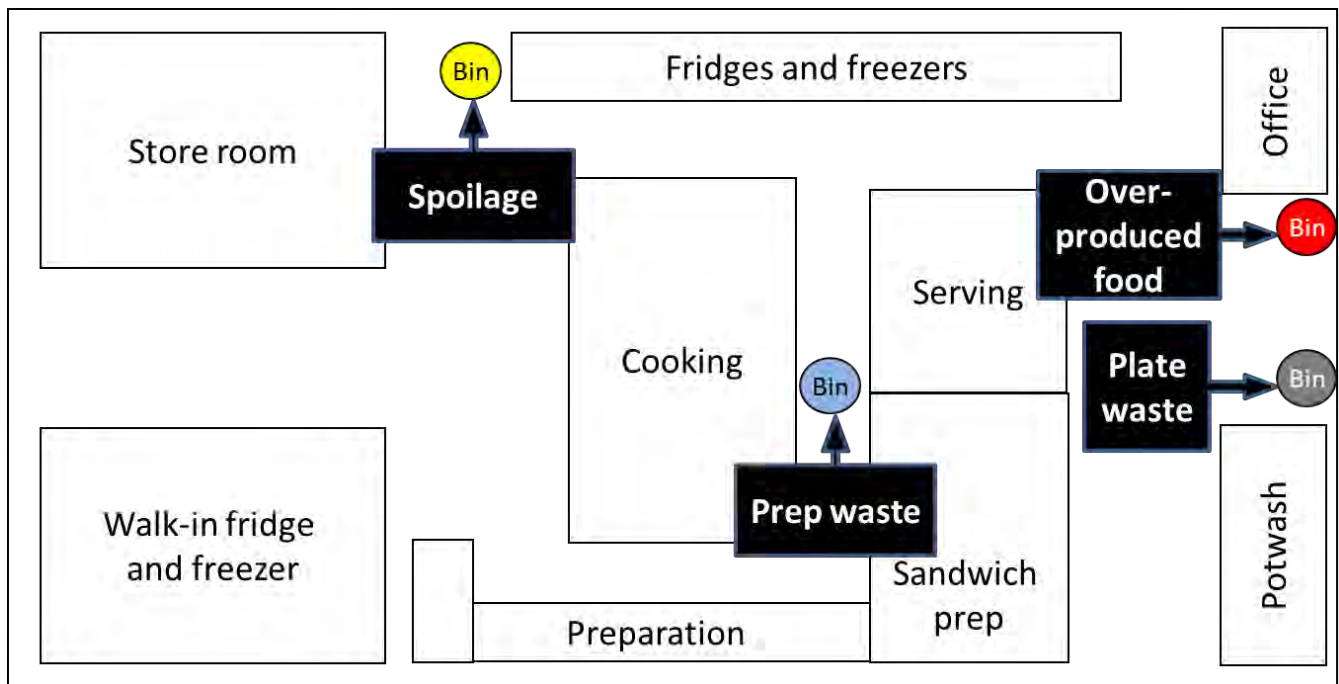 Bin
Fridges and freezers
Office
Store room
Spoilage
Over-
produced
food
Bin
Serving
Cooking
Bin
Plate
waste
Bin
Prep waste
Walk-in fridge
and freezer
Sandwich
prep
Potwash
Preparation